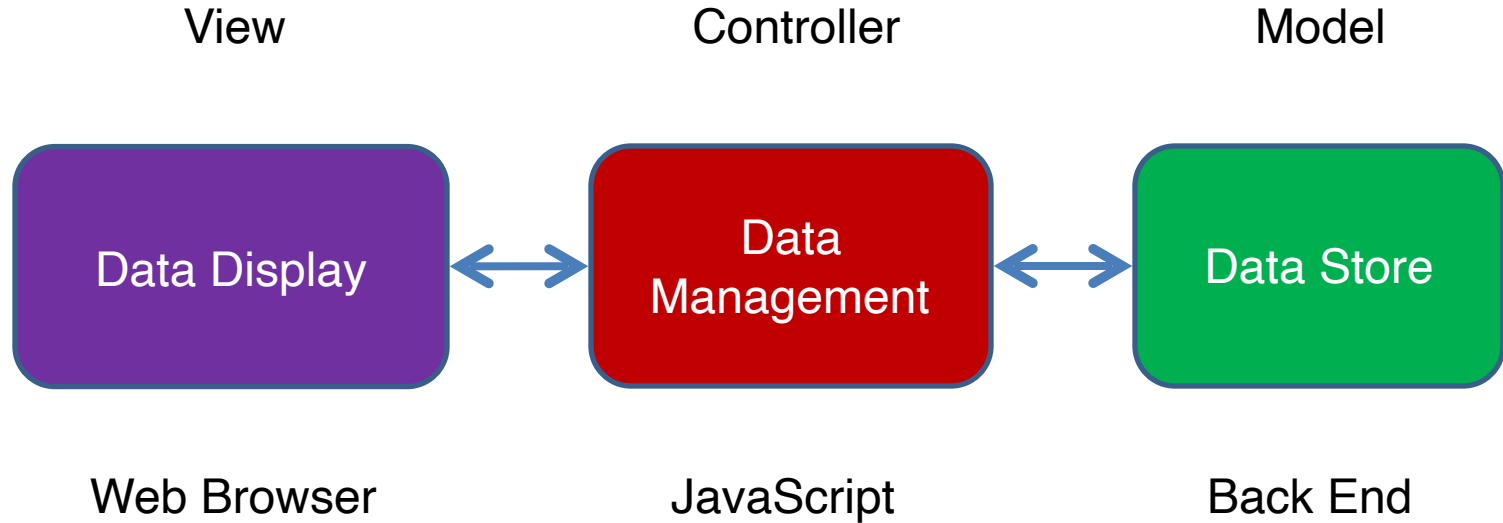 View
Controller
Model
Data Display
Data
Management
Data Store
Web Browser
JavaScript
Back End